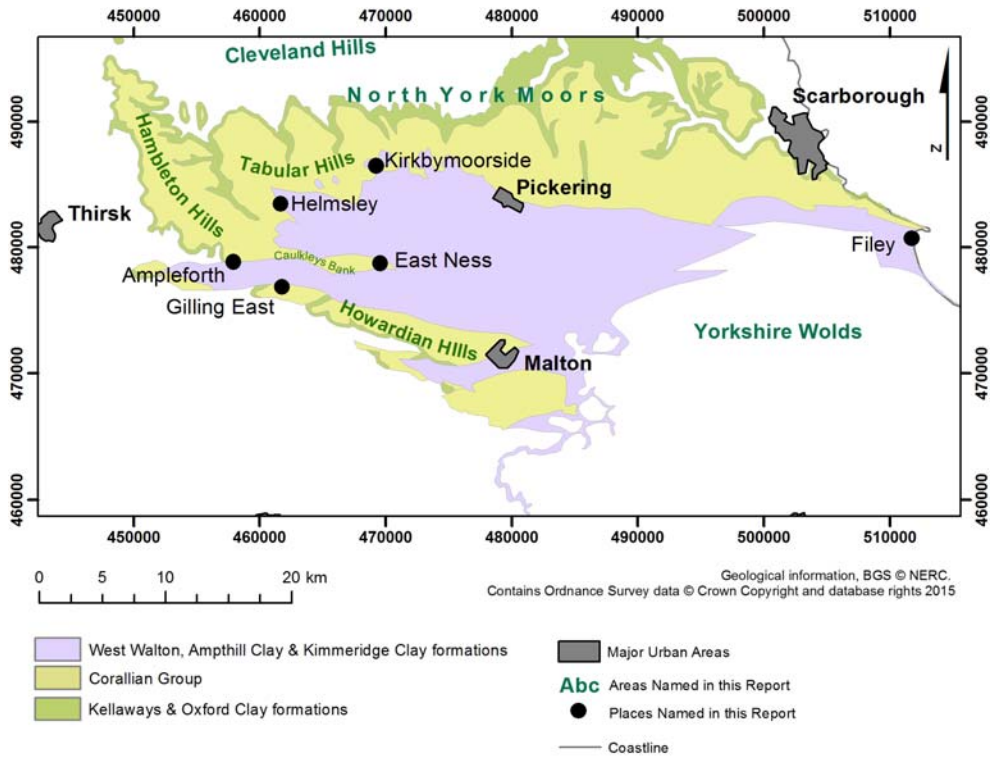 450000 460000 470000 480000 490000 500000 510000
Cleveland Hills
North York Moors
Scarborough
490000
490000
Hambleton Hills
Tabular Hills
Kirkbymoorside
Pickering
Helmsley
Thirsk
480000
480000
Filey
Caulkleys Bank
East Ness
Ampleforth
Gilling East
Howardian HIlls
Yorkshire Wolds
Malton
470000
470000
460000
460000
N
450000 460000 470000 480000 490000 500000 510000
0 5 10 20 km
Geological information, BGS © NERC.
Contains Ordnance Survey data © Crown Copyright and database rights 2015
West Walton, Ampthill Clay & Kimmeridge Clay formations
Corallian Group
Kellaways & Oxford Clay formations
Major Urban Areas
Abc Areas Named in this Report
Places Named in this Report
Coastline